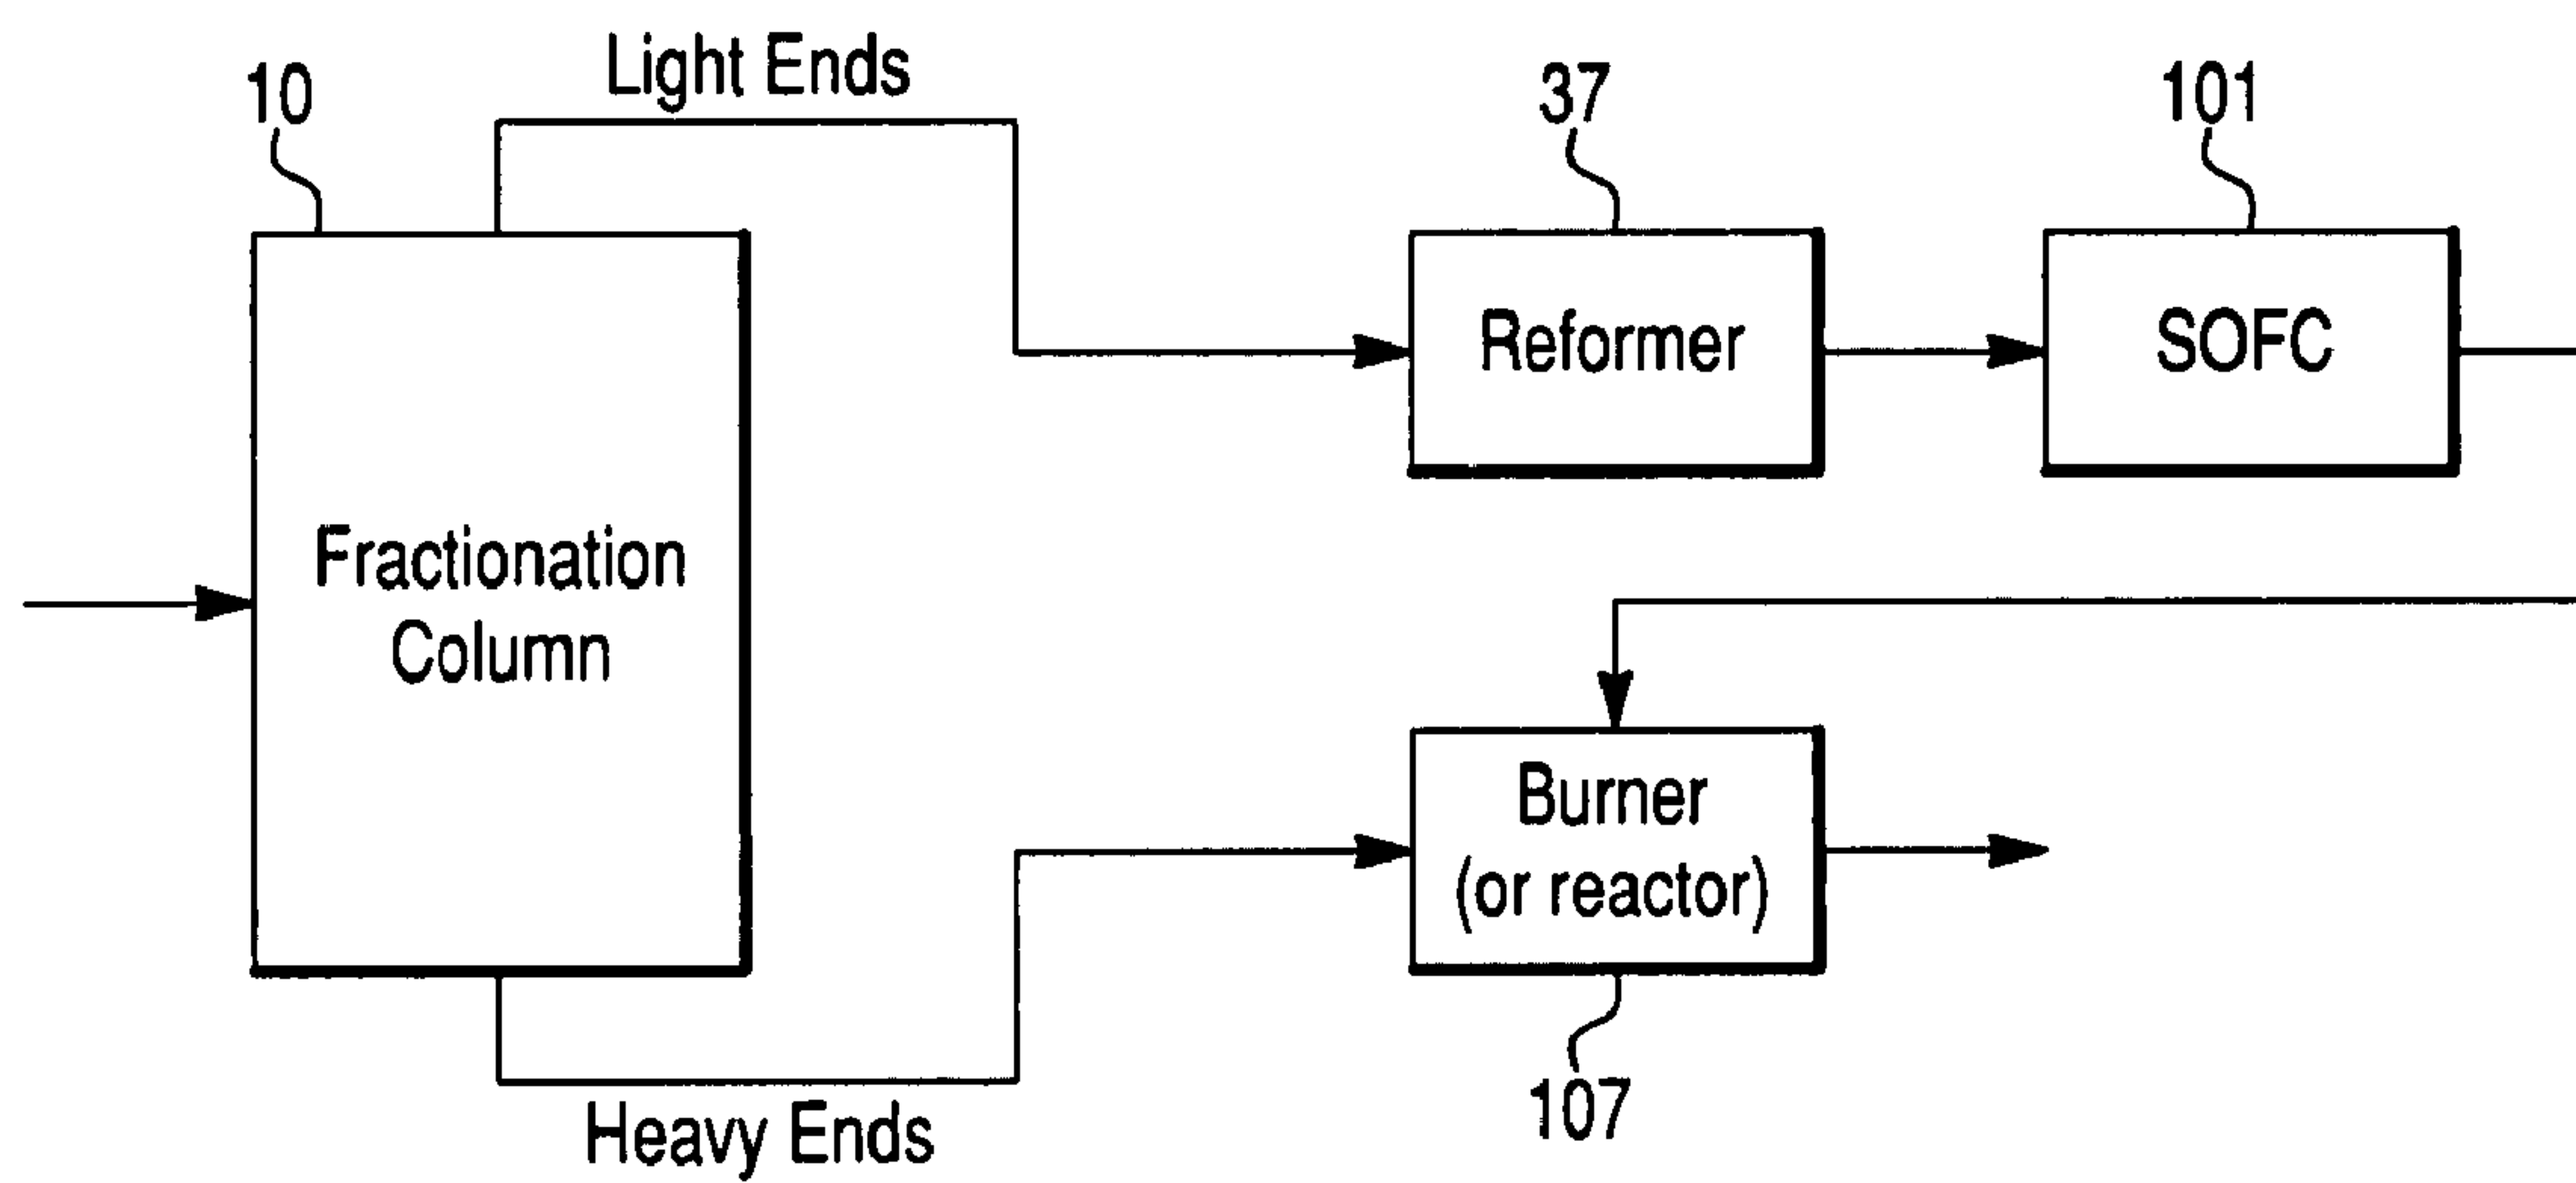 Light Ends
10
37
101
Reformer
SOFC
Fractionation
Column
Burner
(or reactor)
107
Heavy Ends